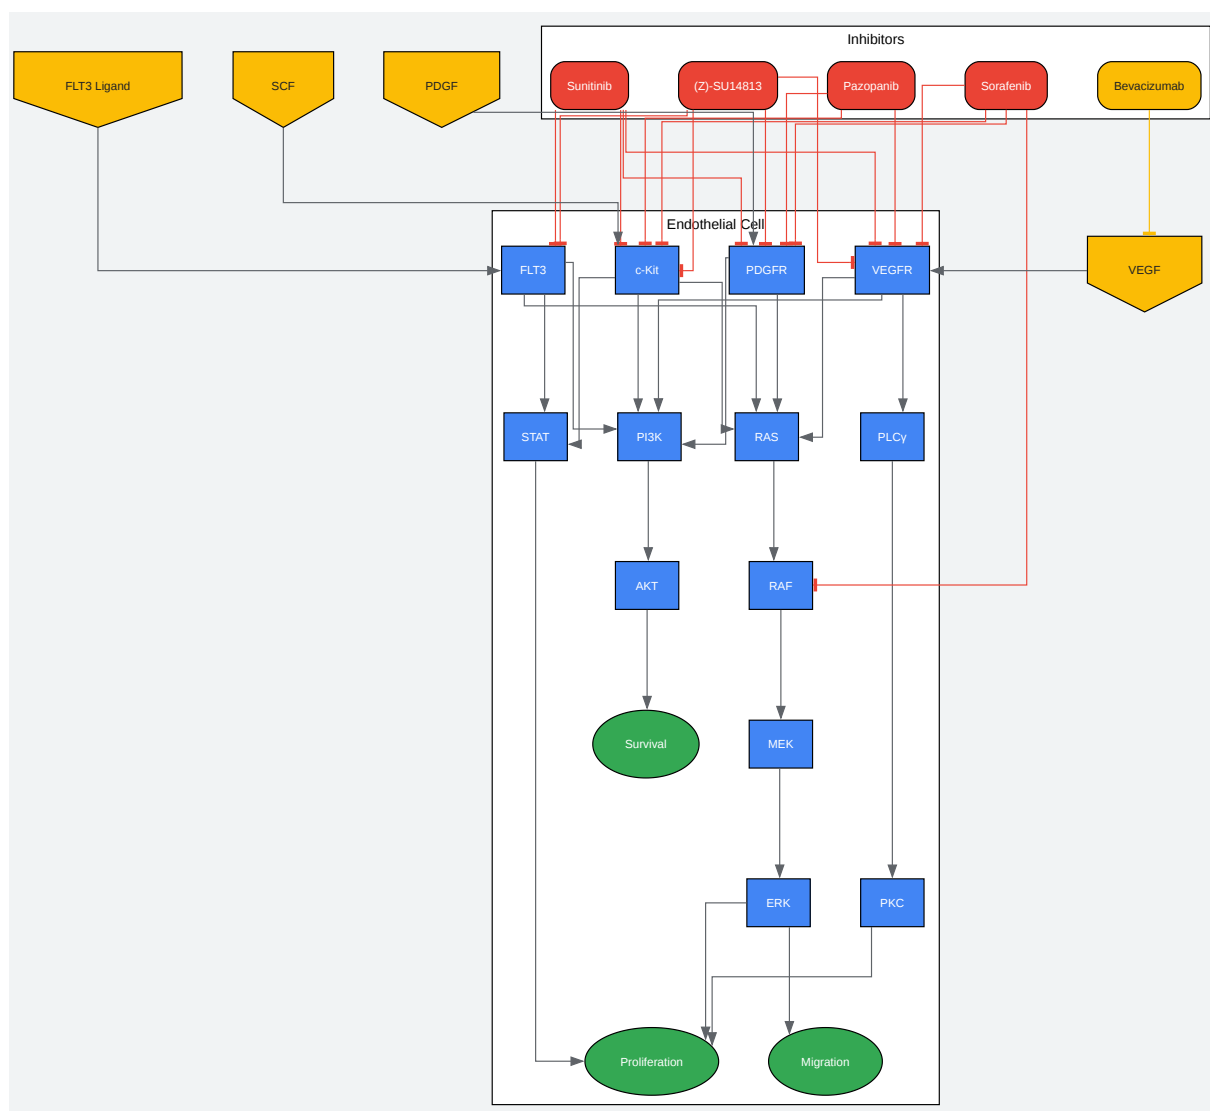 Inhibitors
FLT3 Ligand
SCF
PDGF
Sunitinib
(Z)-SU14813
Pazopanib
Sorafenib
Bevacizumab
Endothelial Cell
FLT3
c-Kit
PDGFR
VEGFR
VEGF
STAT
PI3K
RAS
PLCγ
AKT
RAF
Survival
MEK
ERK
PKC
Proliferation
Migration